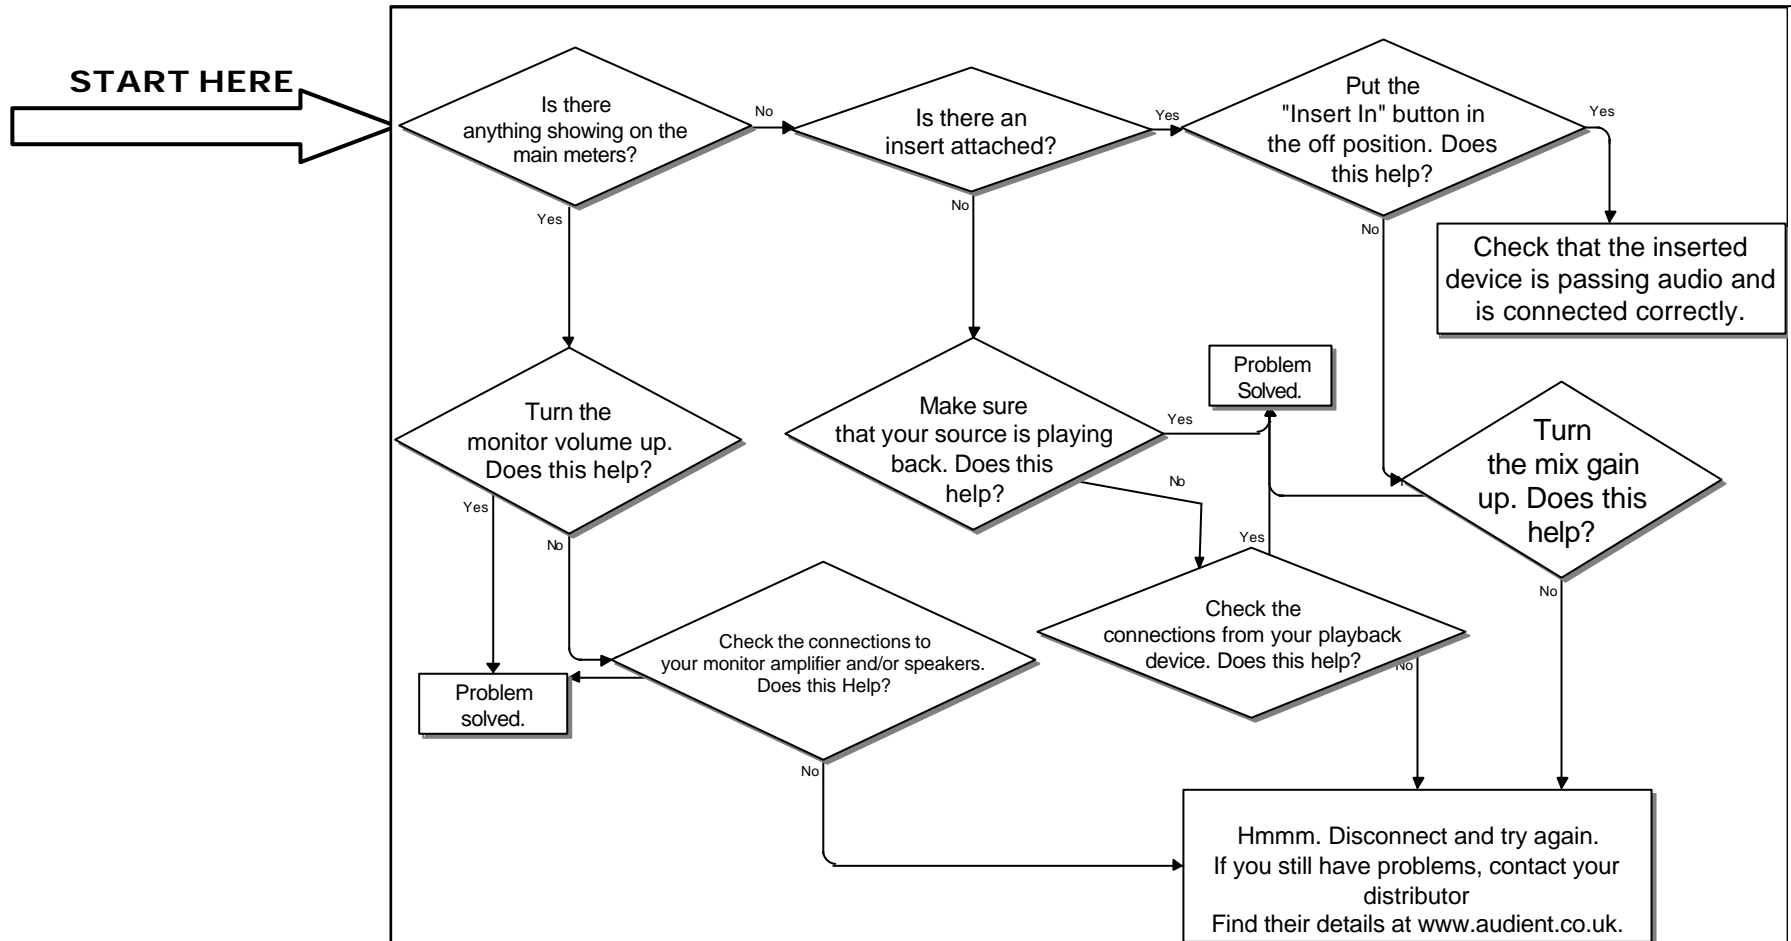 START HERE
Is there
anything showing on the
main meters?
No
Is there an
insert attached?
Yes
Put the
"Insert In" button in
the off position. Does
this help?
Yes
Yes
No
No
Check that the inserted
device is passing audio and
is connected correctly.
Turn the
monitor volume up.
Does this help?
Make sure
that your source is playing
back. Does this
help?
Yes
No
Problem
Solved.
Turn
the mix gain
up. Does this
help?
Yes
No
Yes
No
Check the connections to
your monitor amplifier and/or speakers.
Does this Help?
Check the
connections from your playback
device. Does this help?
No
Problem
solved.
No
Hmmm. Disconnect and try again.
If you still have problems, contact your
distributor
Find their details at www.audient.co.uk.